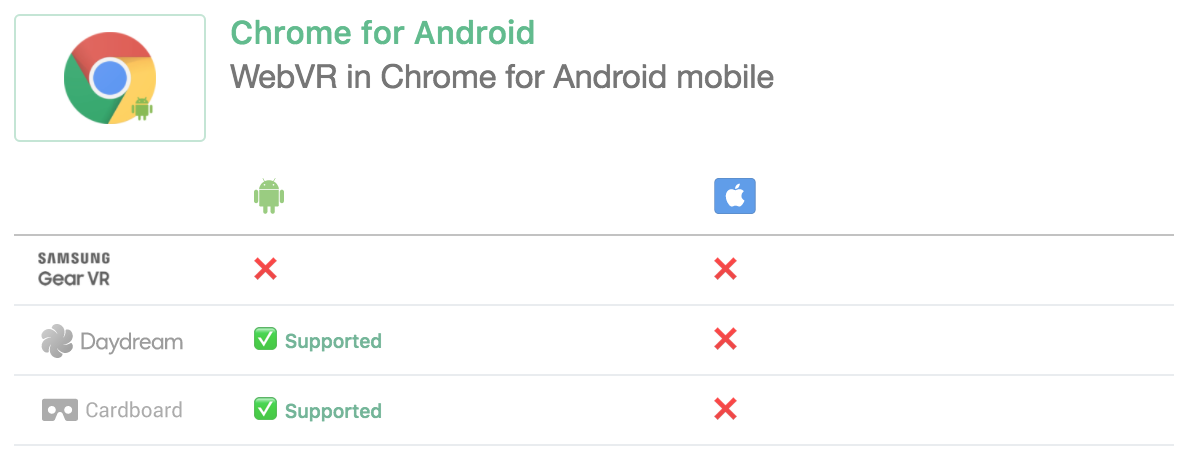 Chrome for Android
WebVR in Chrome for Android mobile
SAMSUNG
Gear VR
Daydream
Supported
Cardboard
Supported